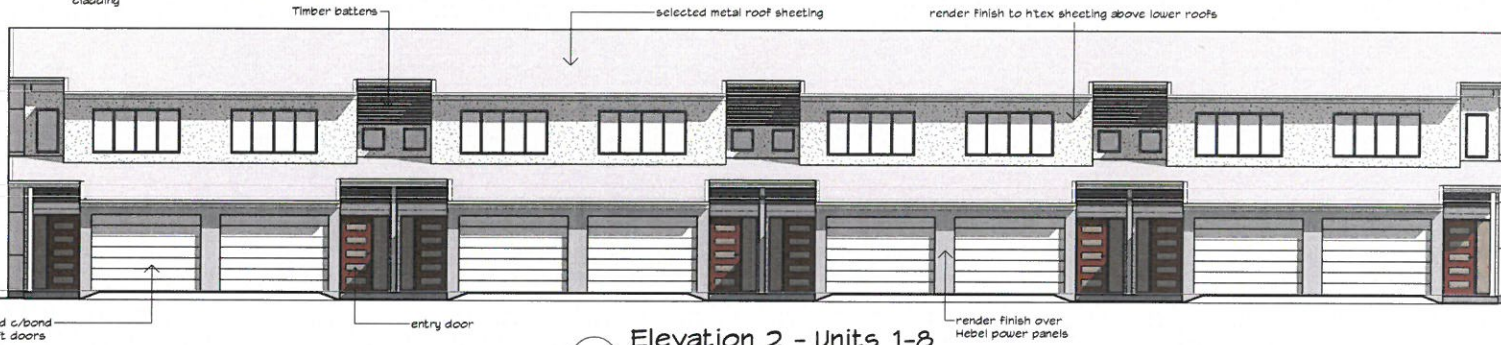 cladding
Timber battens
selected metal roof sheeting
render finish to h'tex sheeting above lower roofs
d c/bond
t doors
entry door
render finish over
Hebel power panels
Elevation 2 - Units 1-8